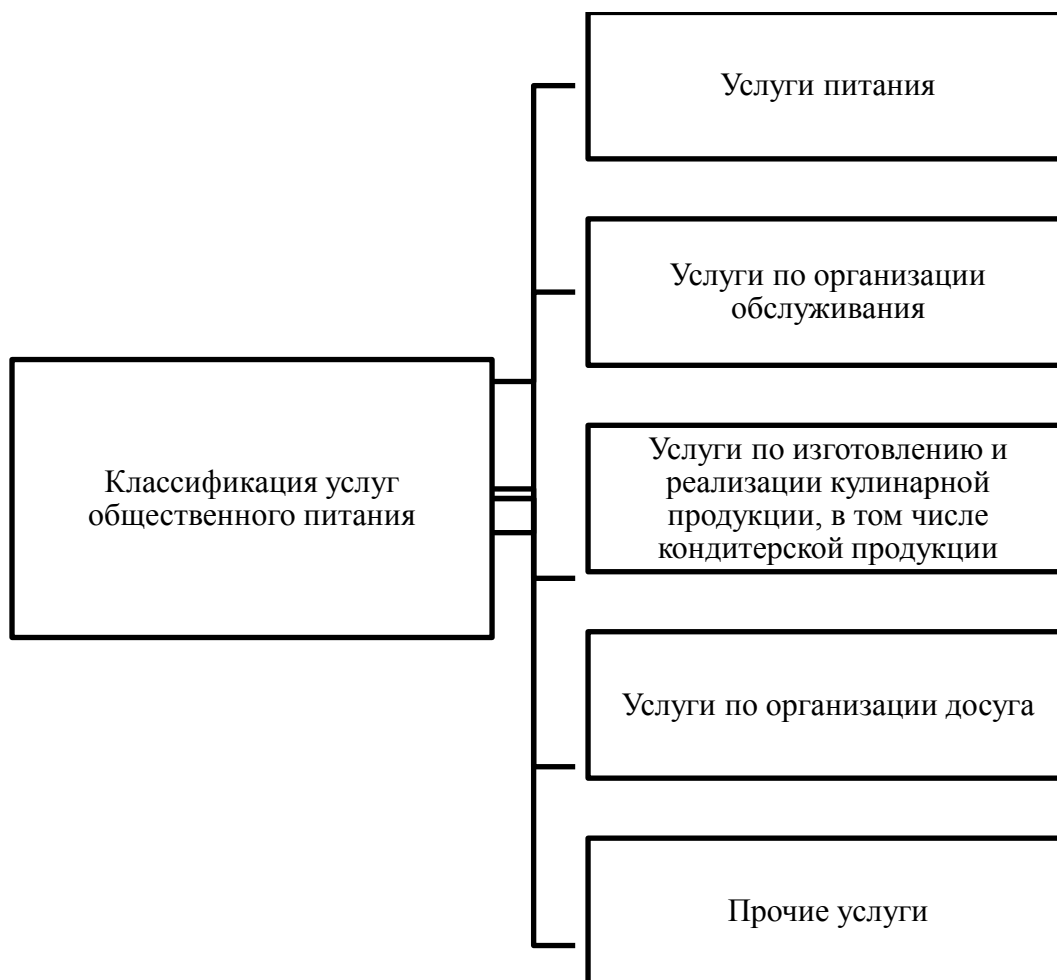 Услуги питания
Услуги по организации
обслуживания
Услуги по изготовлению и
реализации кулинарной
продукции, в том числе
кондитерской продукции
Классификация услуг
общественного питания
Услуги по организации досуга
Прочие услуги